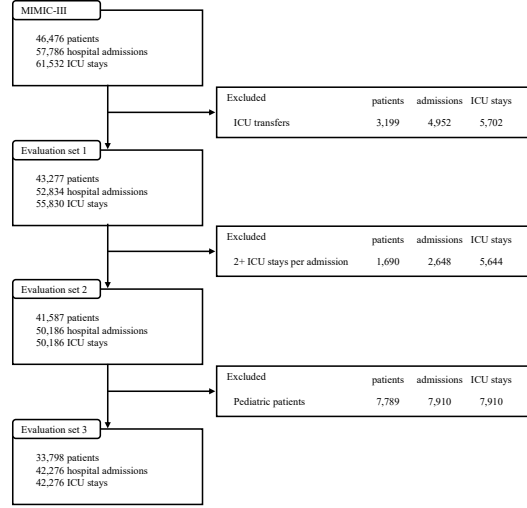 MIMIC-III
46,476 patients
57,786 hospital admissions
61,532 ICU stays
Excluded patients admissions ICU stays
ICU transfers 3,199 4,952 5,702
Evaluation set 1
43,277 patients
52,834 hospital admissions
55,830 ICU stays
Excluded patients admissions ICU stays
2+ ICU stays per admission 1,690 2,648 5,644
Evaluation set 2
41,587 patients
50,186 hospital admissions
50,186 ICU stays
Excluded patients admissions ICU stays
Pediatric patients 7,789 7,910 7,910
Evaluation set 3
33,798 patients
42,276 hospital admissions
42,276 ICU stays